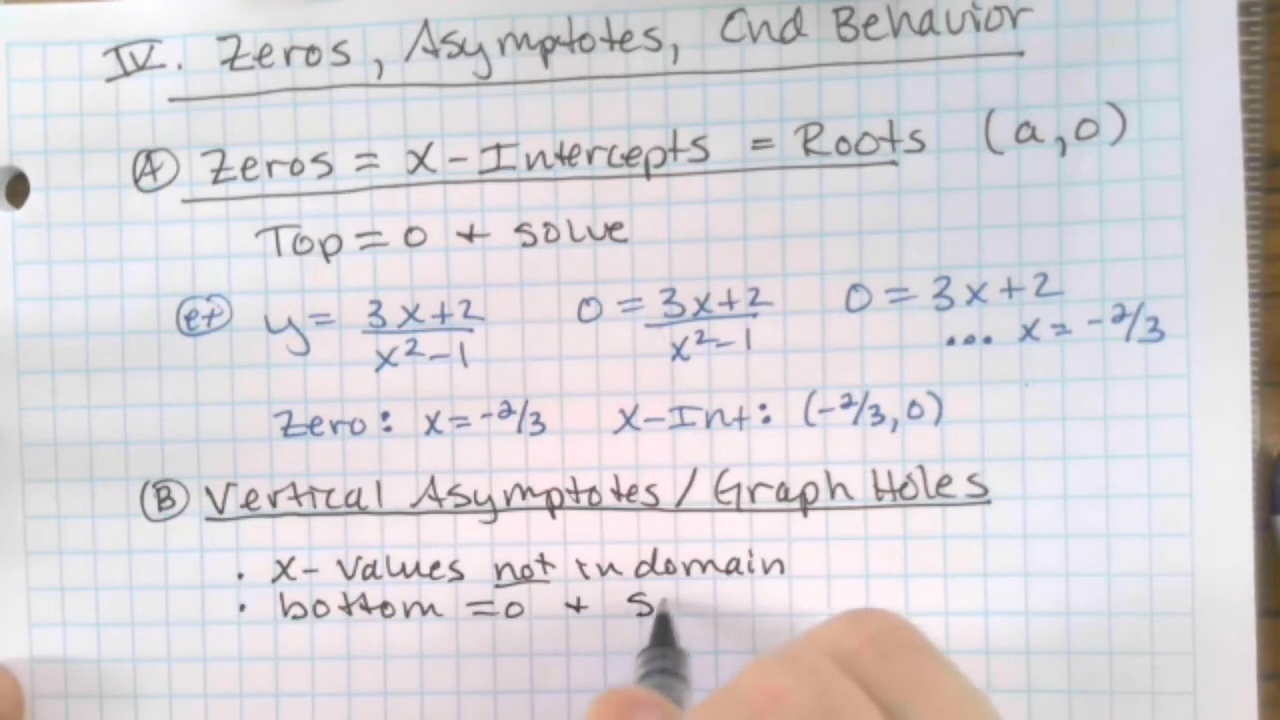 IV. Zeros, Asymptotes, End Behavior
(A) Zeros = X-Intercepts = Roots (a,0)
Top = 0 + solve
(ex) y = (3x+2)/(x²-1) 0 = (3x+2)/(x²-1) 0 = 3x+2
... x = -2/3
Zero: x = -2/3 X-Int: (-2/3, 0)
(B) Vertical Asymptotes / Graph Holes
· X-values not in domain
· bottom = 0 + S